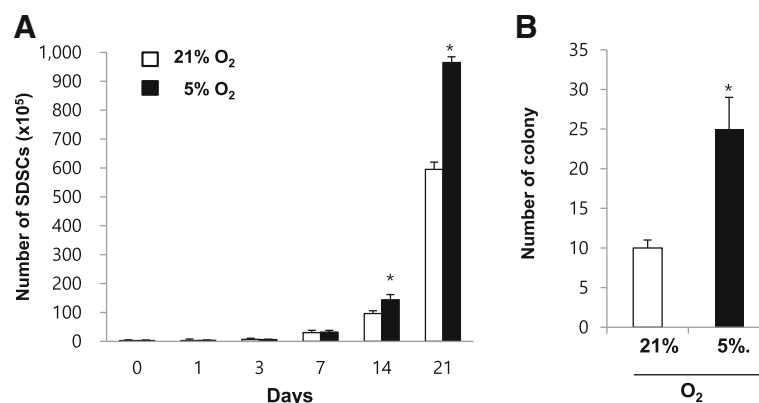 A
Number of SDSCs (x10⁵)
1,000
900
800
700
600
500
400
300
200
100
0
21% O₂
5% O₂
*
*
0 1 3 7 14 21
Days
B
Number of colony
35
30
25
20
15
10
5
0
*
21% 5%.
O₂